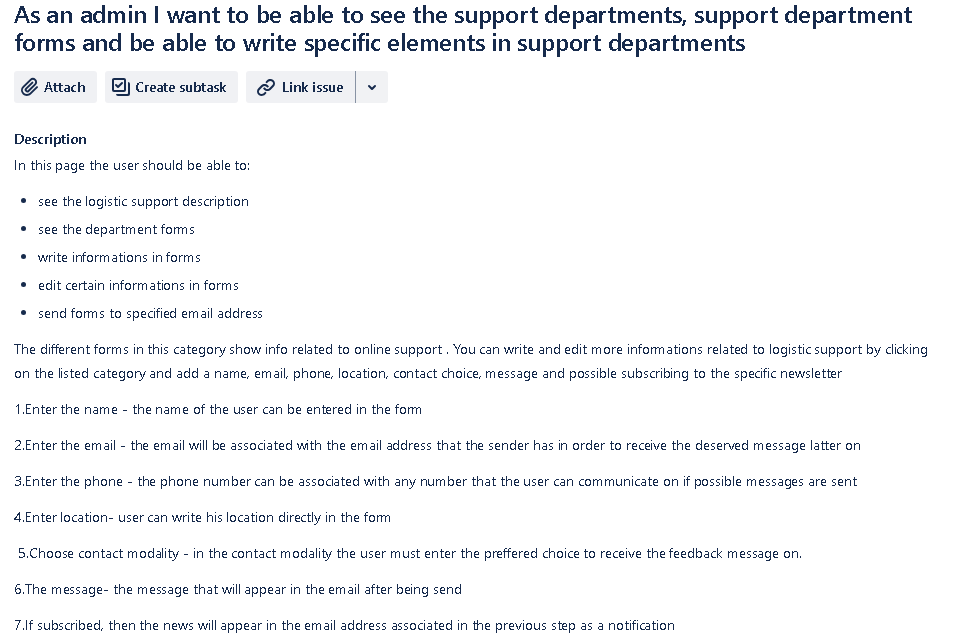 As an admin I want to be able to see the support departments, support department
forms and be able to write specific elements in support departments
Attach
Create subtask
Link issue
Description
In this page the user should be able to:
• see the logistic support description
• see the department forms
• write informations in forms
• edit certain informations in forms
• send forms to specified email address
The different forms in this category show info related to online support . You can write and edit more informations related to logistic support by clicking
on the listed category and add a name, email, phone, location, contact choice, message and possible subscribing to the specific newsletter
1.Enter the name - the name of the user can be entered in the form
2.Enter the email - the email will be associated with the email address that the sender has in order to receive the deserved message latter on
3.Enter the phone - the phone number can be associated with any number that the user can communicate on if possible messages are sent
4.Enter location- user can write his location directly in the form
5.Choose contact modality - in the contact modality the user must enter the preffered choice to receive the feedback message on.
6.The message- the message that will appear in the email after being send
7.If subscribed, then the news will appear in the email address associated in the previous step as a notification